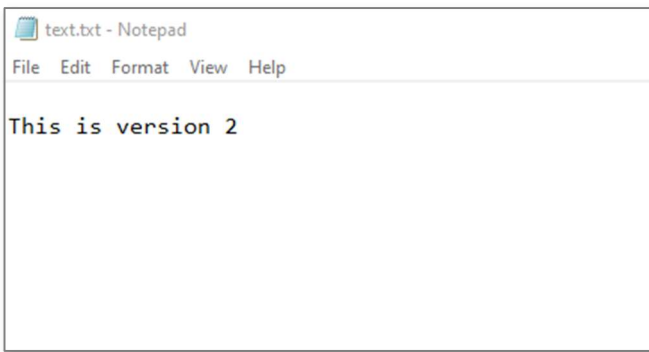 text.txt - Notepad
File Edit Format View Help
This is version 2